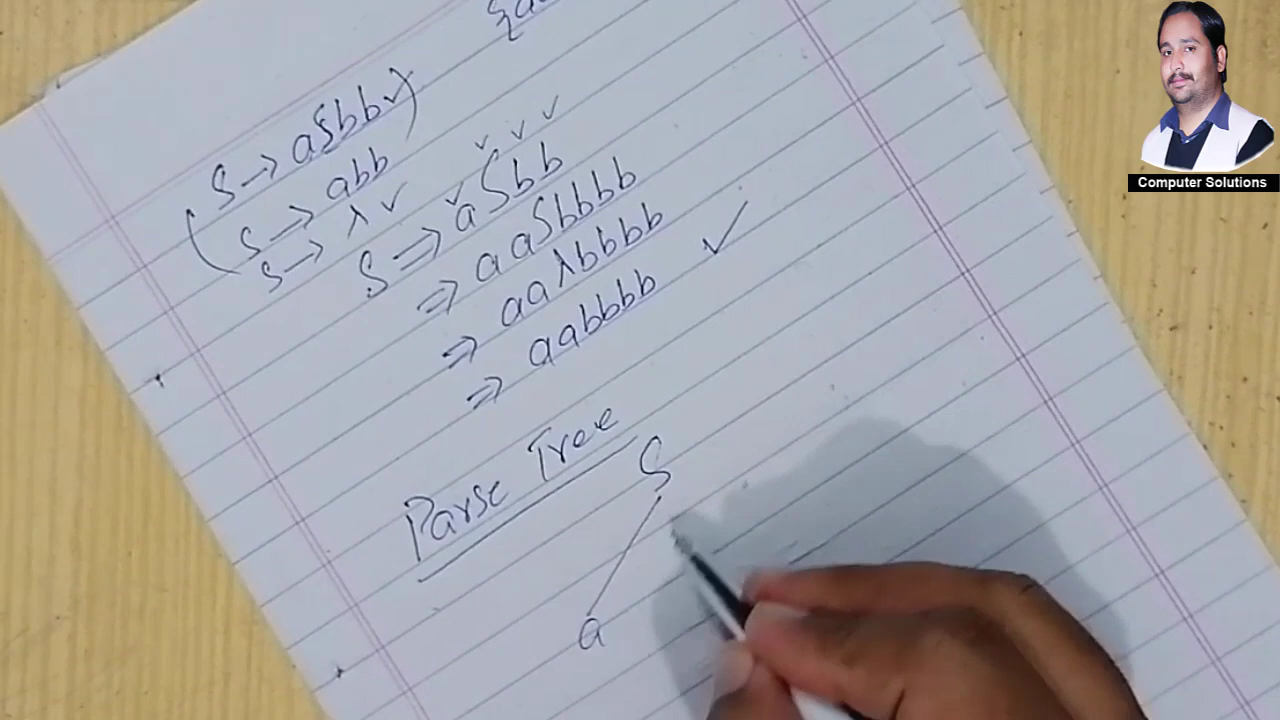 {a
S → aSbb ✓)
(S → abb
S → λ ✓
S ⇒ aSbb
⇒ aaSbbbb
⇒ aaλbbbb
⇒ aabbbb ✓
Parse Tree
S
a
Computer Solutions